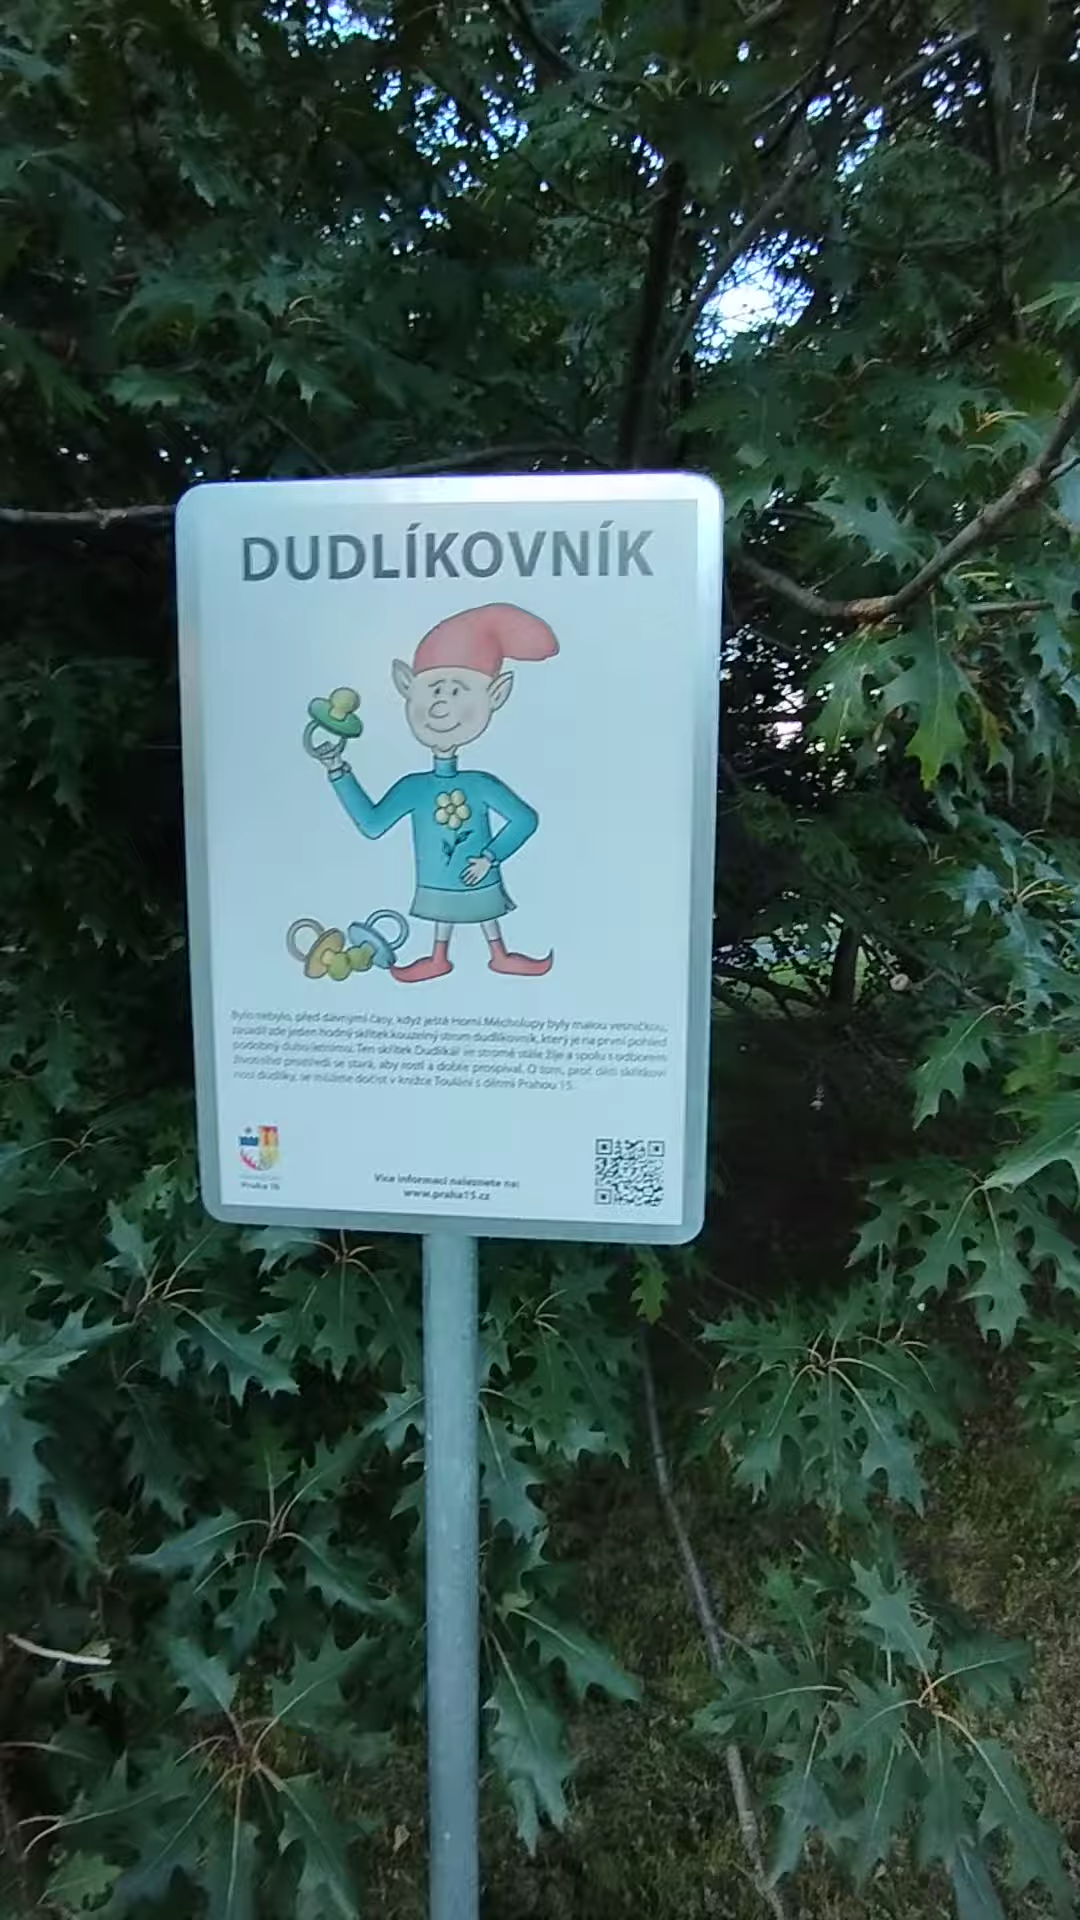 DUDLÍKOVNÍK
Bylo nebylo, před dávnými časy, když ještě Horní Měcholupy byly malou vesničkou,
zasadil zde jeden hodný skřítek kouzelný strom dudlíkovník, který je na první pohled
podobný dubu letnímu. Ten skřítek Dudlíkář ve stromě stále žije a spolu s odborem
životního prostředí se stará, aby rostl a dobře prospíval. O tom, proč děti skřítkovi
nosí dudlíky, se můžete dočíst v knížce Toulání s dětmi Prahou 15.
Praha 15
Více informací naleznete na:
www.praha15.cz